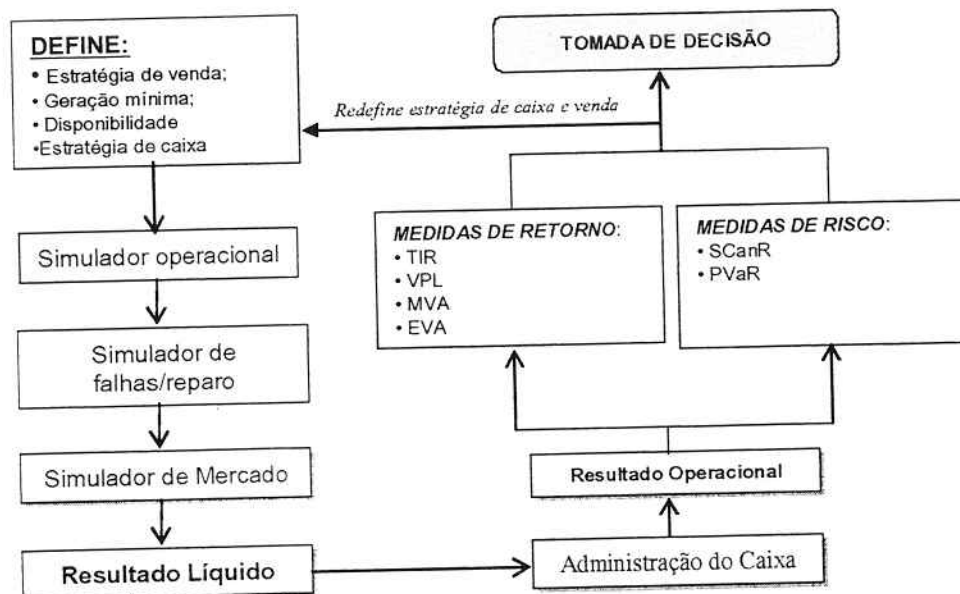 DEFINE:
• Estratégia de venda;
• Geração mínima;
• Disponibilidade
•Estratégia de caixa
Simulador operacional
Simulador de
falhas/reparo
Simulador de Mercado
Resultado Líquido
TOMADA DE DECISÃO
Redefine estratégia de caixa e venda
MEDIDAS DE RETORNO:
• TIR
• VPL
• MVA
• EVA
MEDIDAS DE RISCO:
• SCanR
• PVaR
Resultado Operacional
Administração do Caixa